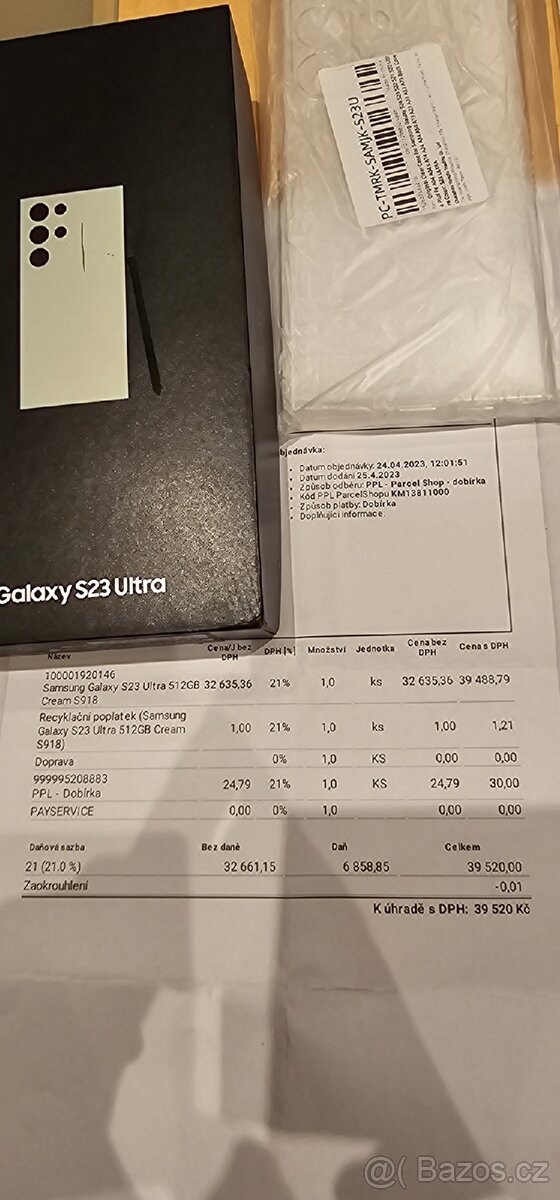 PC-TMRK-SAMJK-S23U
Galaxy S23 Ultra
bjednávka:
Datum objednávky: 24.04.2023, 12:01:51
Datum dodání 25.4.2023
Způsob odběru: PPL - Parcel Shop - dobírka
Kód PPL ParcelShopu KM13811000
Způsob platby: Dobírka
Doplňující informace:
Název Cena/J bez DPH DPH [%] Množství Jednotka Cena bez DPH Cena s DPH
100001920146
Samsung Galaxy S23 Ultra 512GB 32 635,36 21% 1,0 ks 32 635,36 39 488,79
Cream S918
Recyklační poplatek (Samsung
Galaxy S23 Ultra 512GB Cream 1,00 21% 1,0 ks 1,00 1,21
S918)
Doprava 0% 1,0 KS 0,00 0,00
999995208883
PPL - Dobírka 24,79 21% 1,0 KS 24,79 30,00
PAYSERVICE 0,00 0% 1,0 0,00 0,00
Daňová sazba Bez daně Daň Celkem
21 (21.0 %) 32 661,15 6 858,85 39 520,00
Zaokrouhlení -0,01
K úhradě s DPH: 39 520 Kč
@( Bazoš.cz